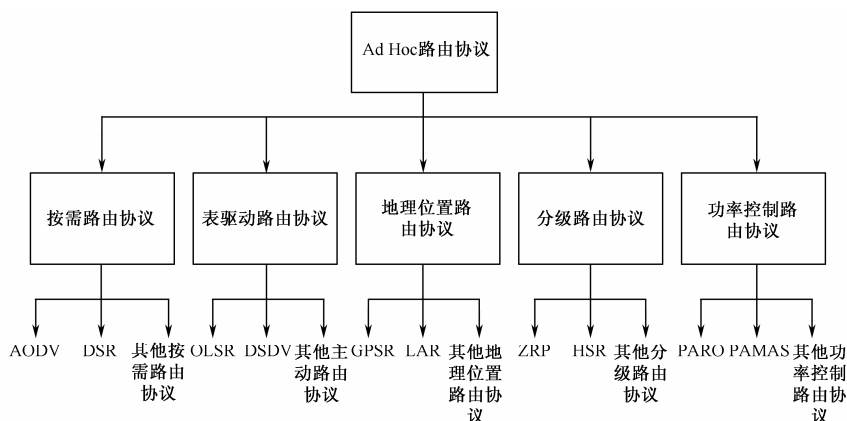 Ad Hoc路由协议
按需路由协议
表驱动路由协议
地理位置路
由协议
分级路由协议
功率控制路
由协议
AODV
DSR
其他按
需路由
协议
OLSR
DSDV
其他主
动路由
协议
GPSR
LAR
其他地
理位置
路由协
议
ZRP
HSR
其他分
级路由
协议
PARO
PAMAS
其他功
率控制
路由协
议